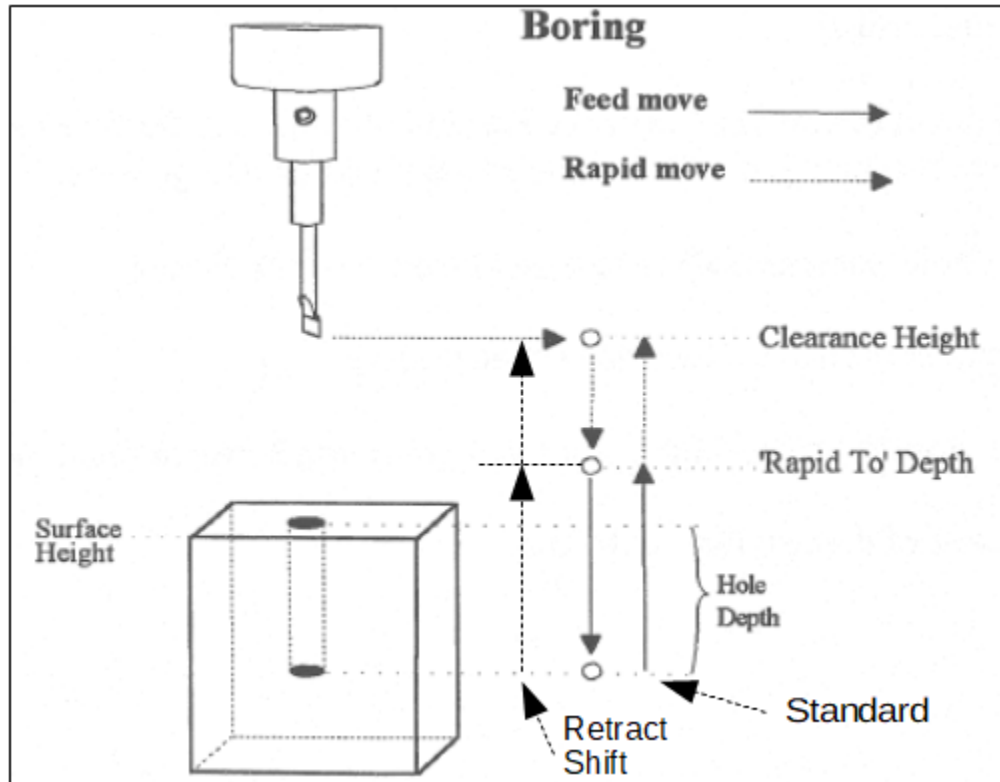 Boring
Feed move
Rapid move
Clearance Height
'Rapid To' Depth
Surface
Height
Hole
Depth
Standard
Retract
Shift